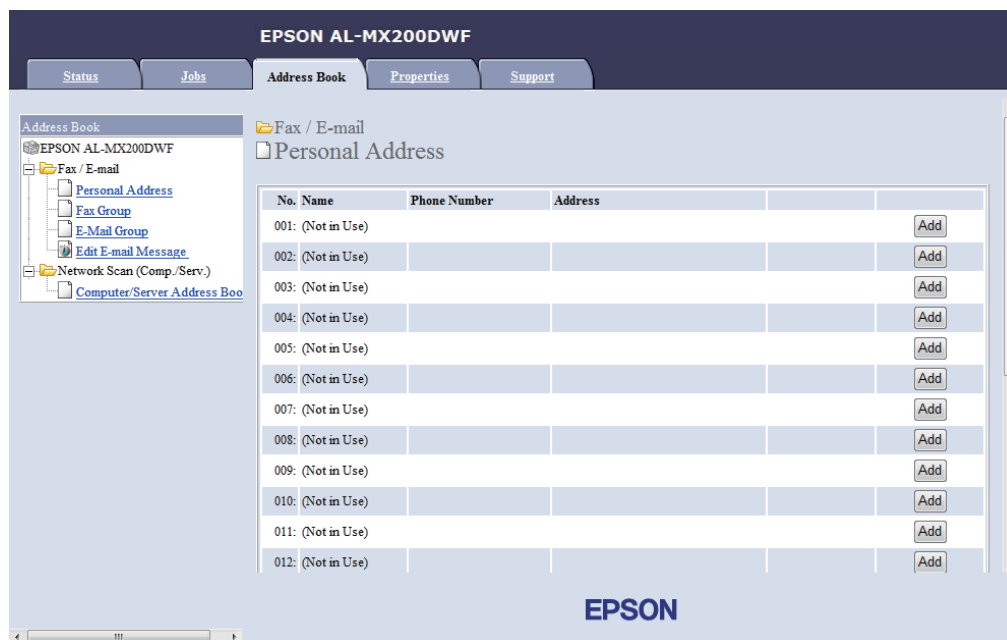 EPSON AL-MX200DWF
Status Jobs Address Book Properties Support
Address Book
EPSON AL-MX200DWF
Fax / E-mail
Personal Address
Fax Group
E-Mail Group
Edit E-mail Message
Network Scan (Comp./Serv.)
Computer/Server Address Boo
Fax / E-mail
Personal Address
No. Name Phone Number Address
001: (Not in Use) Add
002: (Not in Use) Add
003: (Not in Use) Add
004: (Not in Use) Add
005: (Not in Use) Add
006: (Not in Use) Add
007: (Not in Use) Add
008: (Not in Use) Add
009: (Not in Use) Add
010: (Not in Use) Add
011: (Not in Use) Add
012: (Not in Use) Add
EPSON